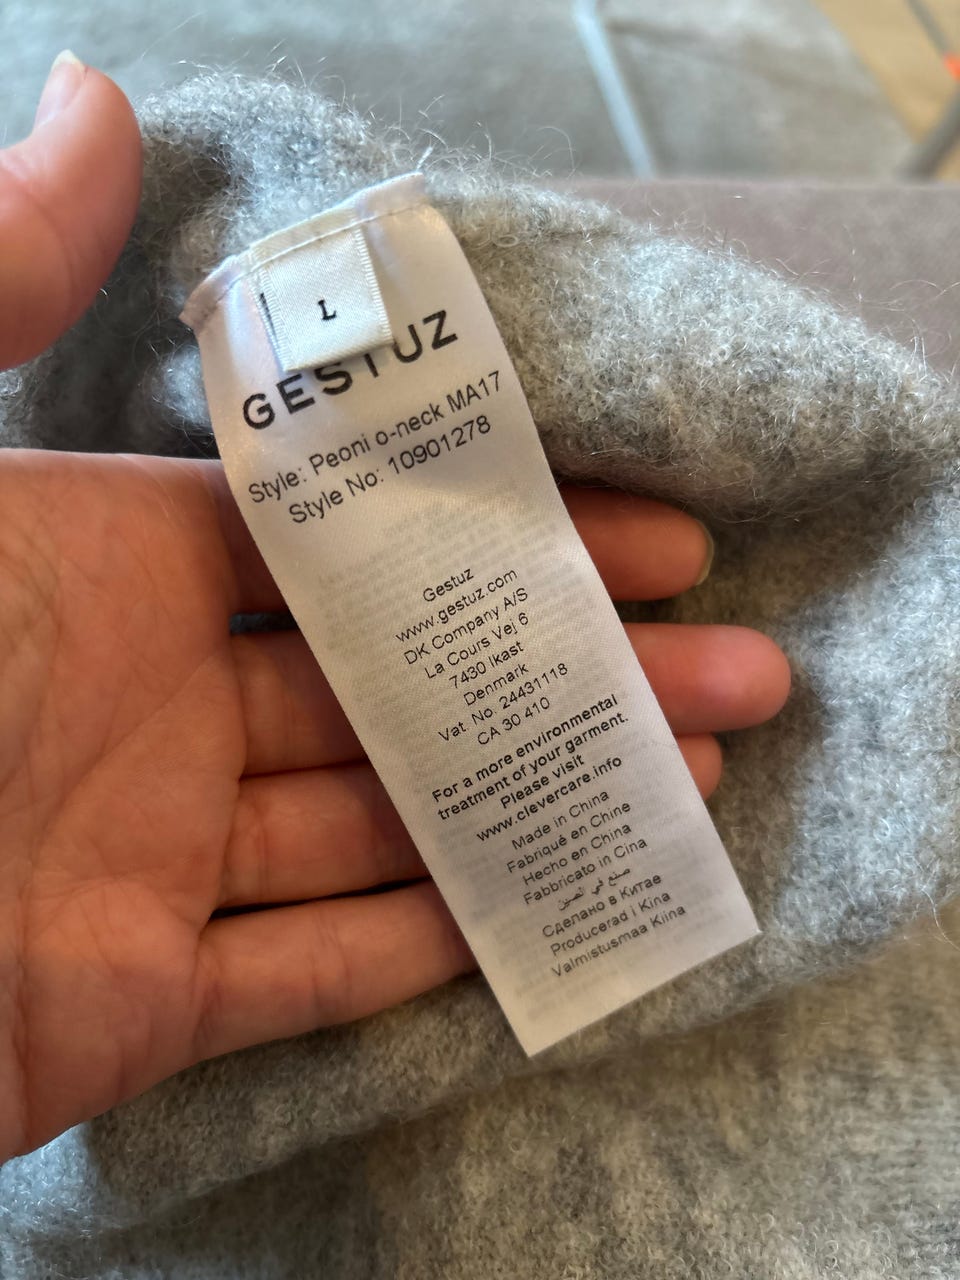 L
GESTUZ
Style: Peoni o-neck MA17
Style No: 10901278
Gestuz
www.gestuz.com
DK Company A/S
La Cours Vej 6
7430 Ikast
Denmark
Vat. No. 24431118
CA 30 410
For a more environmental
treatment of your garment.
Please visit
www.clevercare.info
Made in China
Fabriqué en Chine
Hecho en China
Fabbricato in Cina
صنع في الصين
Сделано в Китае
Producerad i Kina
Valmistusmaa Kiina